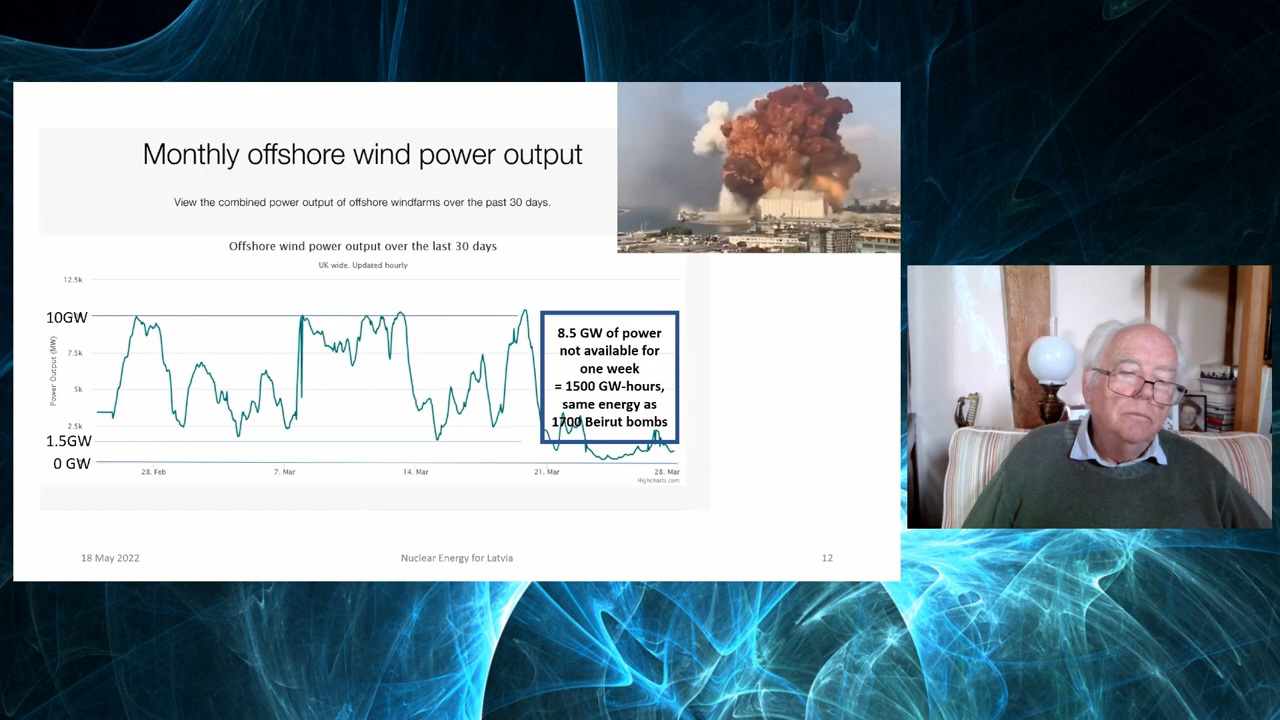 Monthly offshore wind power output
View the combined power output of offshore windfarms over the past 30 days.
Offshore wind power output over the last 30 days
UK wide. Updated hourly
12.5k
10GW
7.5k
5k
2.5k
1.5GW
0 GW
Power Output (MW)
8.5 GW of power
not available for
one week
= 1500 GW-hours,
same energy as
1700 Beirut bombs
28. Feb
7. Mar
14. Mar
21. Mar
28. Mar
Highcharts.com
18 May 2022
Nuclear Energy for Latvia
12